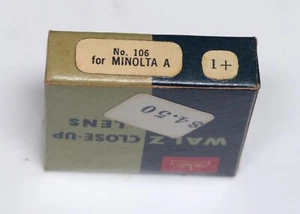 No. 106
for MINOLTA A
1+
$4.50
WALZ
CLOSE-UP
LENS